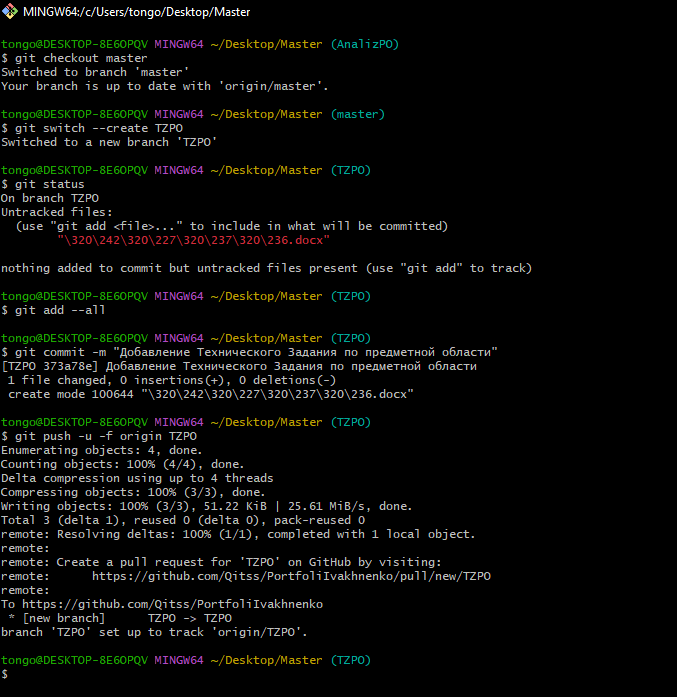 MINGW64:/c/Users/tongo/Desktop/Master
tongo@DESKTOP-8E6OPQV MINGW64 ~/Desktop/Master (AnalizPO)
$ git checkout master
Switched to branch 'master'
Your branch is up to date with 'origin/master'.
tongo@DESKTOP-8E6OPQV MINGW64 ~/Desktop/Master (master)
$ git switch --create TZPO
Switched to a new branch 'TZPO'
tongo@DESKTOP-8E6OPQV MINGW64 ~/Desktop/Master (TZPO)
$ git status
On branch TZPO
Untracked files:
  (use "git add <file>..." to include in what will be committed)
        "\320\242\320\227\320\237\320\236.docx"
nothing added to commit but untracked files present (use "git add" to track)
tongo@DESKTOP-8E6OPQV MINGW64 ~/Desktop/Master (TZPO)
$ git add --all
tongo@DESKTOP-8E6OPQV MINGW64 ~/Desktop/Master (TZPO)
$ git commit -m "Добавление Технического Задания по предметной области"
[TZPO 373a78e] Добавление Технического Задания по предметной области
 1 file changed, 0 insertions(+), 0 deletions(-)
 create mode 100644 "\320\242\320\227\320\237\320\236.docx"
tongo@DESKTOP-8E6OPQV MINGW64 ~/Desktop/Master (TZPO)
$ git push -u -f origin TZPO
Enumerating objects: 4, done.
Counting objects: 100% (4/4), done.
Delta compression using up to 4 threads
Compressing objects: 100% (3/3), done.
Writing objects: 100% (3/3), 51.22 KiB | 25.61 MiB/s, done.
Total 3 (delta 1), reused 0 (delta 0), pack-reused 0
remote: Resolving deltas: 100% (1/1), completed with 1 local object.
remote:
remote: Create a pull request for 'TZPO' on GitHub by visiting:
remote:      https://github.com/Qitss/PortfoliIvakhnenko/pull/new/TZPO
remote:
To https://github.com/Qitss/PortfoliIvakhnenko
 * [new branch]      TZPO -> TZPO
branch 'TZPO' set up to track 'origin/TZPO'.
tongo@DESKTOP-8E6OPQV MINGW64 ~/Desktop/Master (TZPO)
$